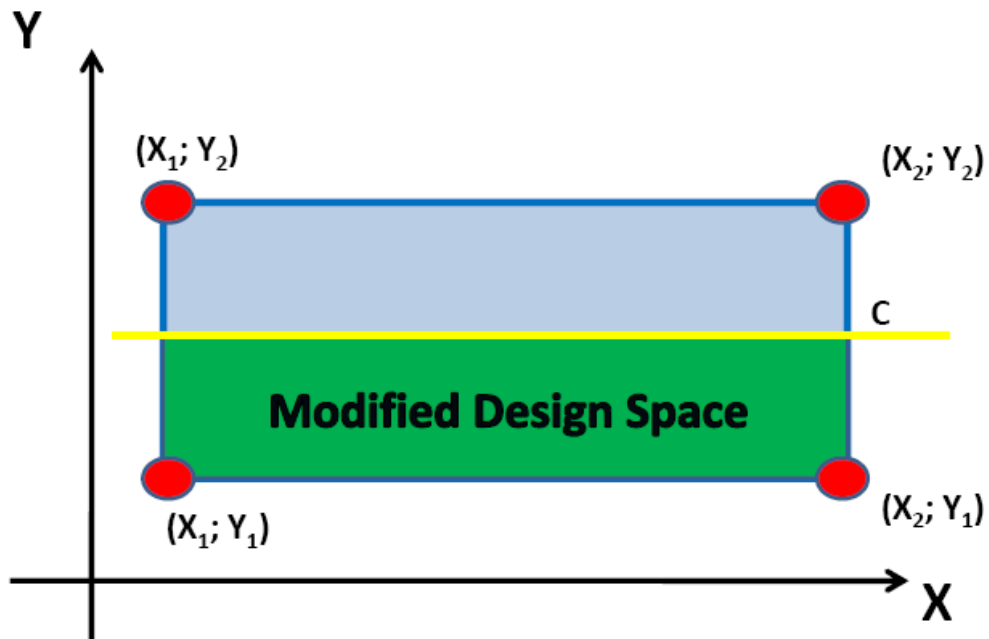 Y
(X₁; Y₂)
(X₂; Y₂)
C
Modified Design Space
(X₂; Y₁)
(X₁; Y₁)
X